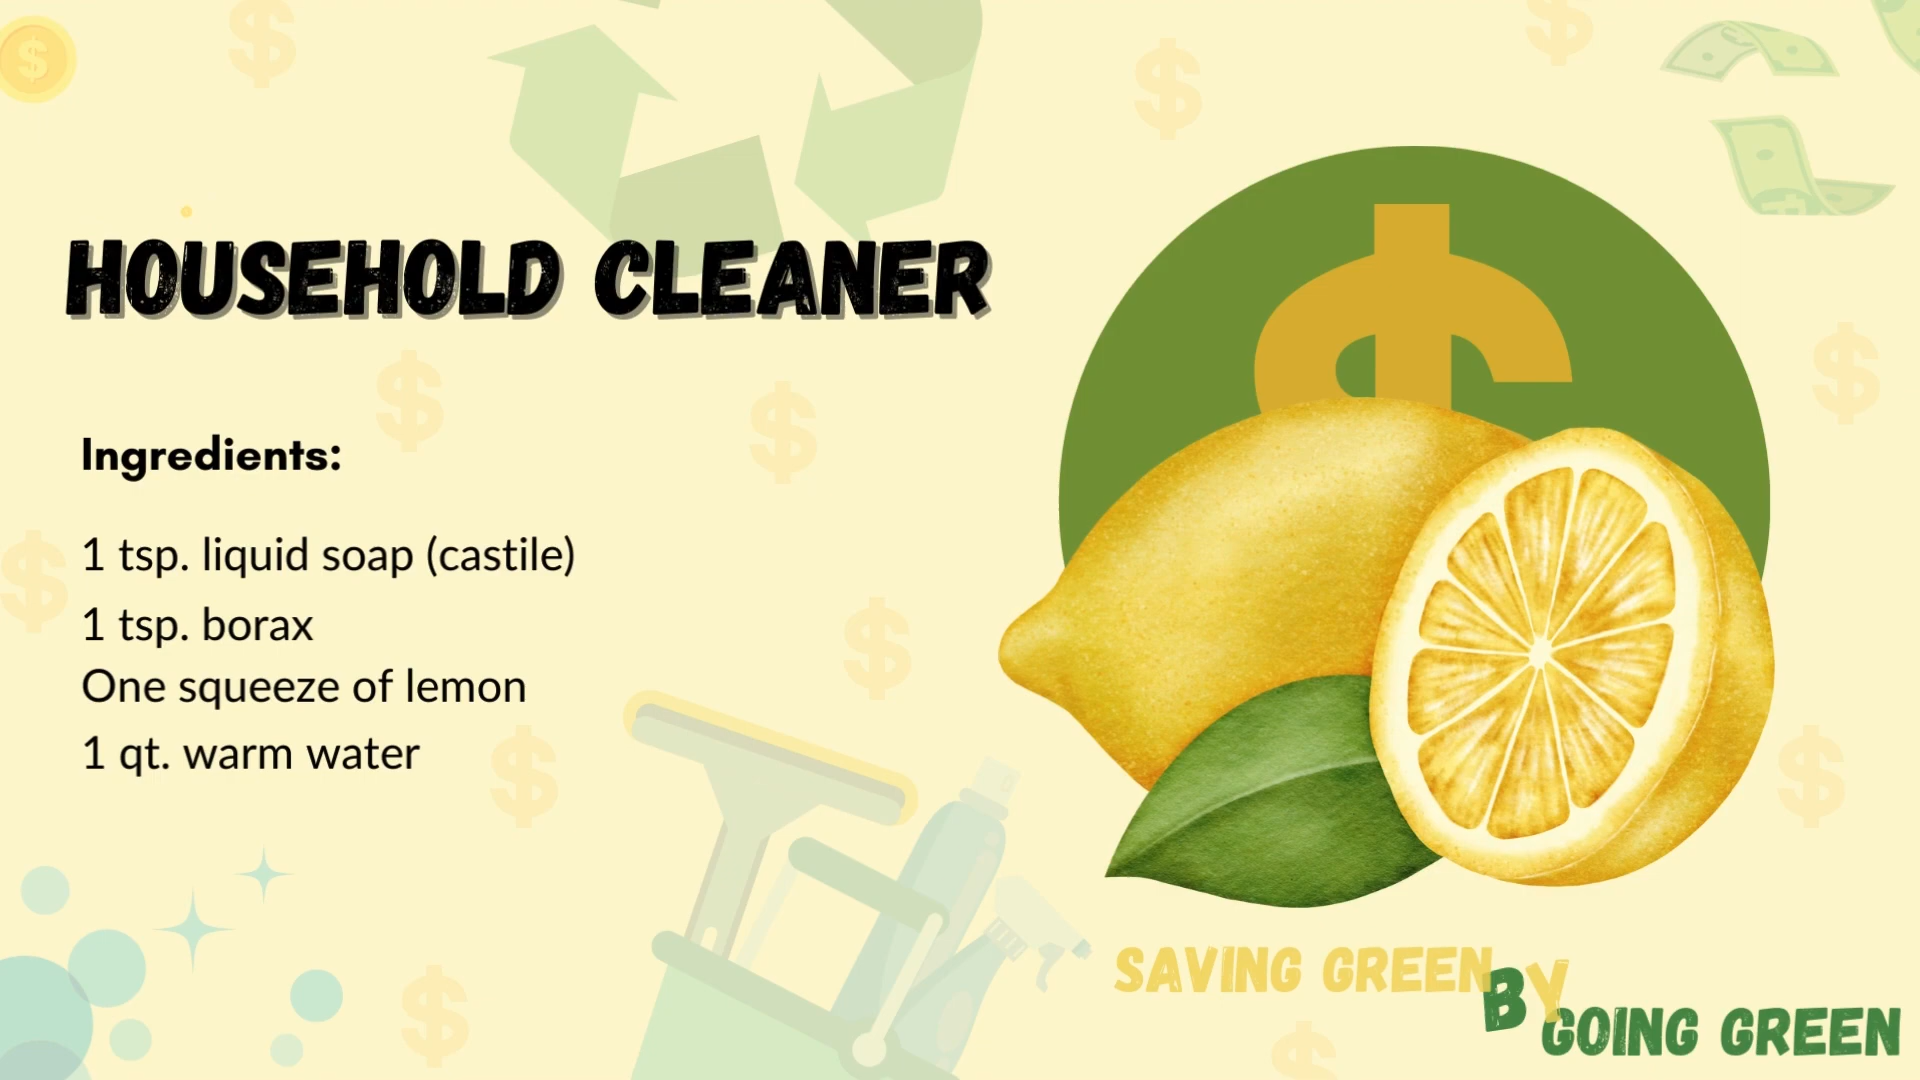 HOUSEHOLD CLEANER
Ingredients:
1 tsp. liquid soap (castile)
1 tsp. borax
One squeeze of lemon
1 qt. warm water
SAVING GREEN
BY
GOING GREEN